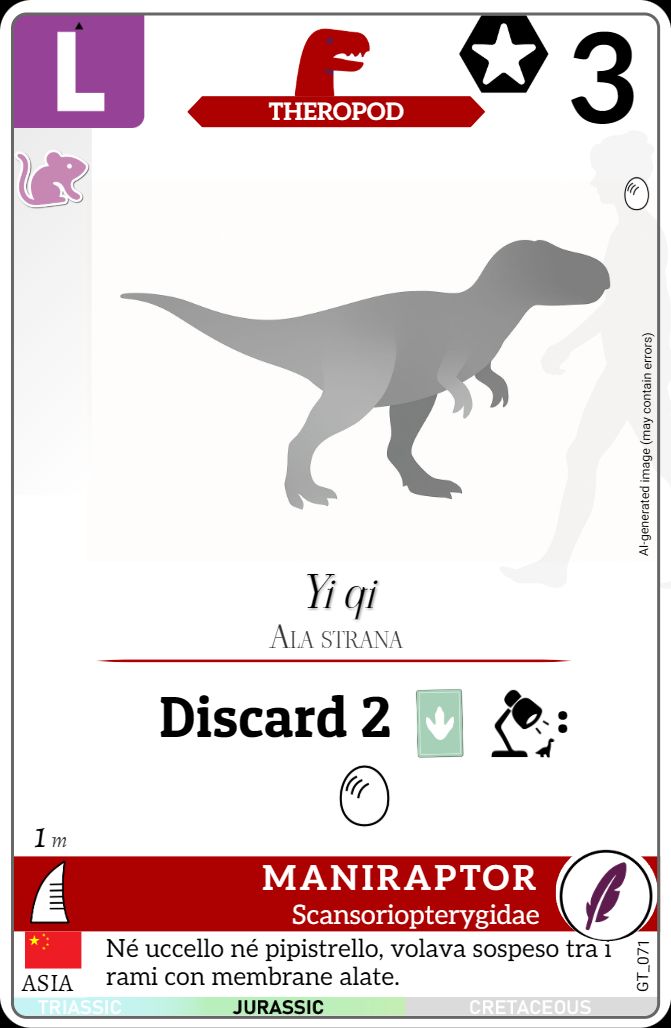 L
THEROPOD
3
AI-generated image (may contain errors)
Yi qi
Ala strana
Discard 2 :
1 m
MANIRAPTOR
Scansoriopterygidae
Né uccello né pipistrello, volava sospeso tra i
rami con membrane alate.
ASIA
GT_071
TRIASSIC JURASSIC CRETACEOUS